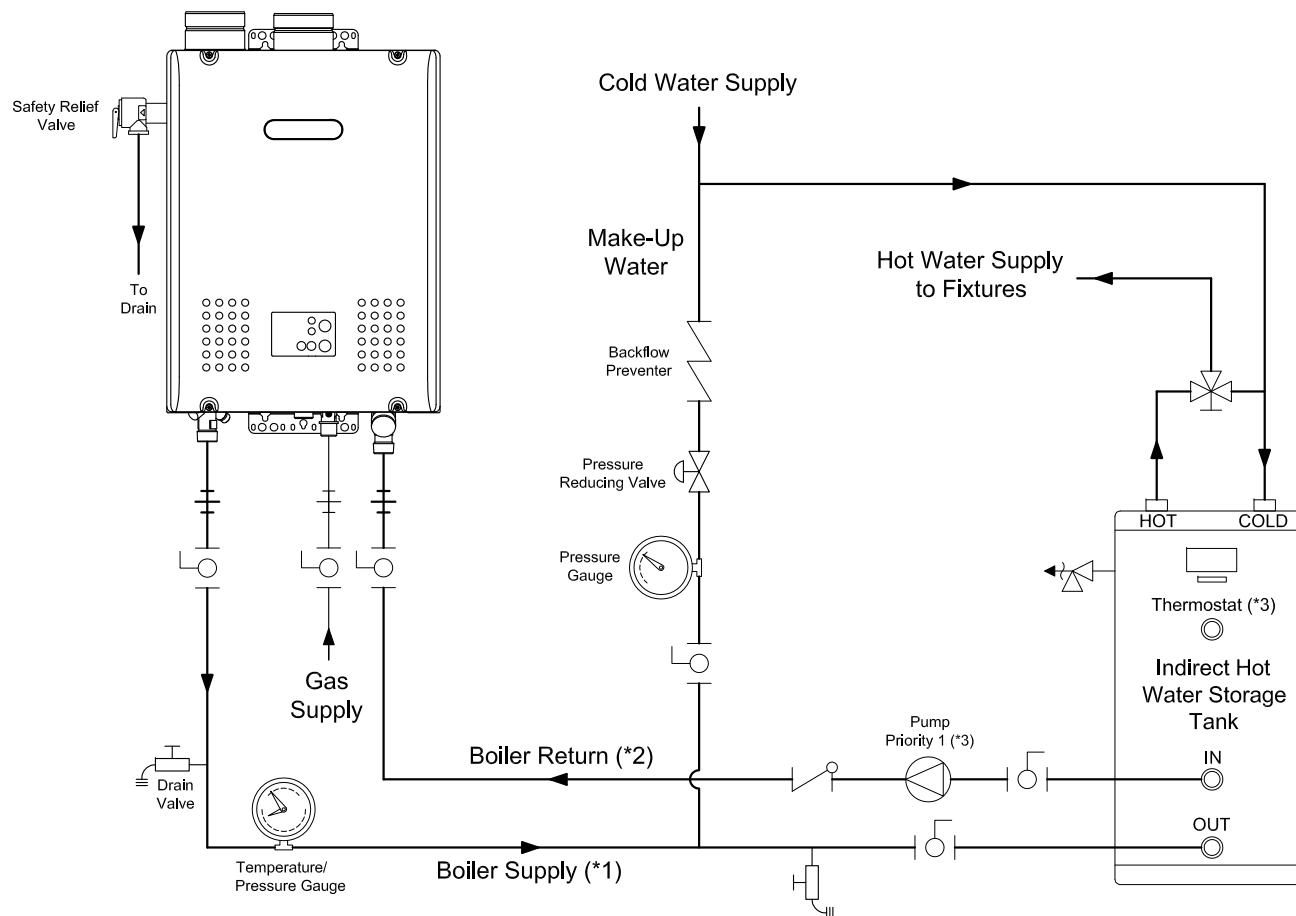 Cold Water Supply
Safety Relief
Valve
To
Drain
Make-Up
Water
Hot Water Supply
to Fixtures
Backflow
Preventer
Pressure
Reducing Valve
Pressure
Gauge
HOT
COLD
Thermostat (*3)
Indirect Hot
Water Storage
Tank
Gas
Supply
Pump
Priority 1 (*3)
Boiler Return (*2)
IN
Drain
Valve
OUT
Temperature/
Pressure Gauge
Boiler Supply (*1)